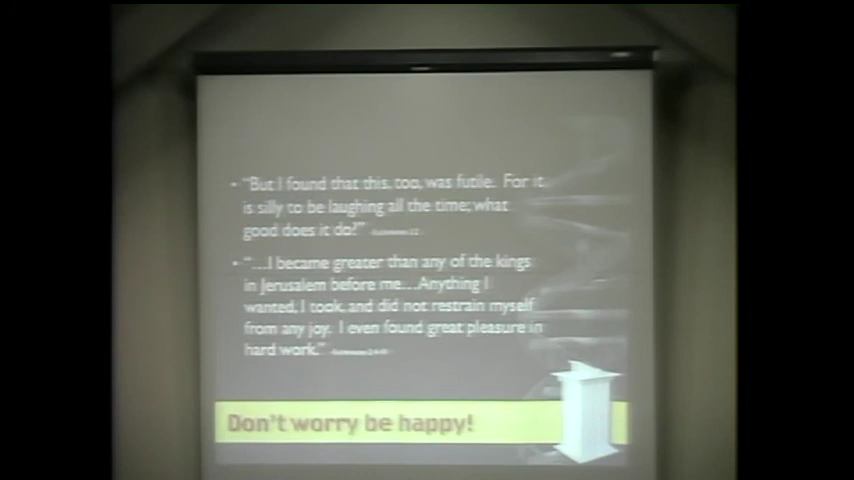 • "But I found that this, too, was futile. For it
is silly to be laughing all the time; what
good does it do?"
• "...I became greater than any of the kings
in Jerusalem before me...Anything I
wanted, I took, and did not restrain myself
from any joy. I even found great pleasure in
hard work."
Don't worry be happy!